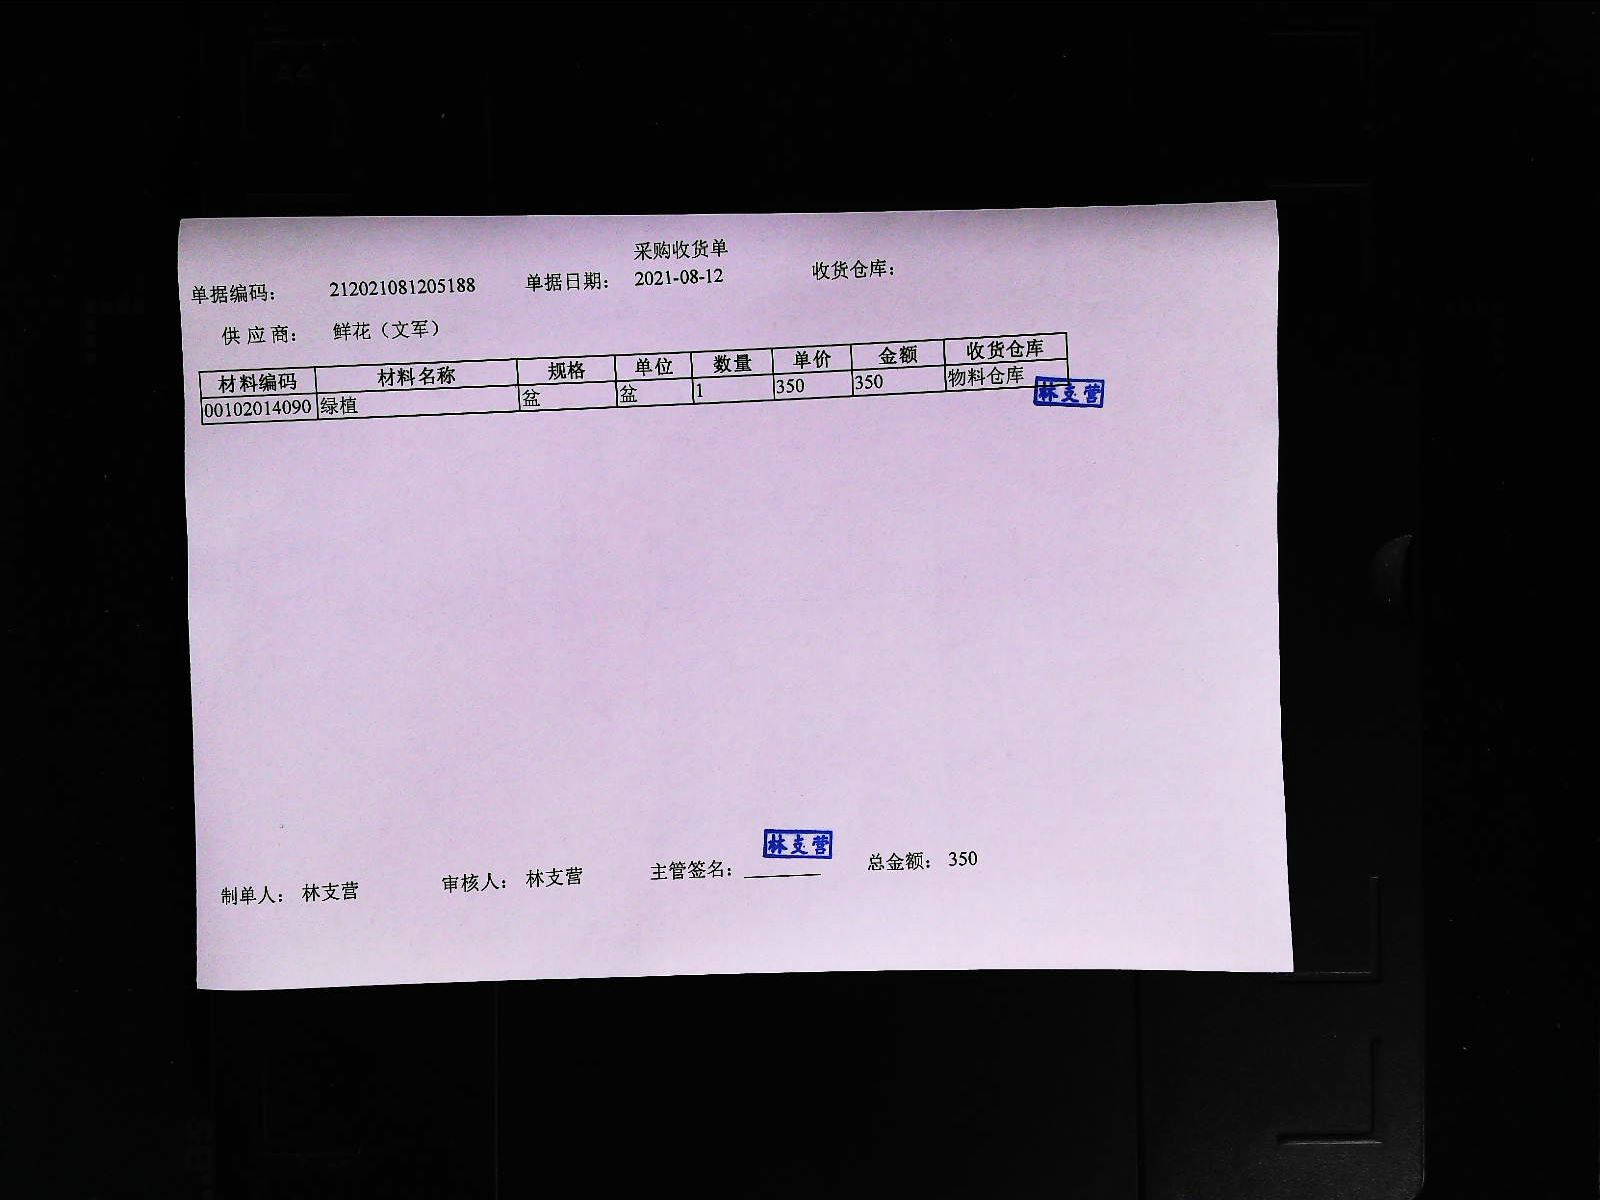 采购收货单
单据编码： 212021081205188 单据日期： 2021-08-12 收货仓库：
供 应 商： 鲜花（文军）
材料编码 材料名称 规格 单位 数量 单价 金额 收货仓库
00102014090 绿植 盆 盆 1 350 350 物料仓库
林支营
林支营
制单人： 林支营 审核人： 林支营 主管签名： 总金额： 350